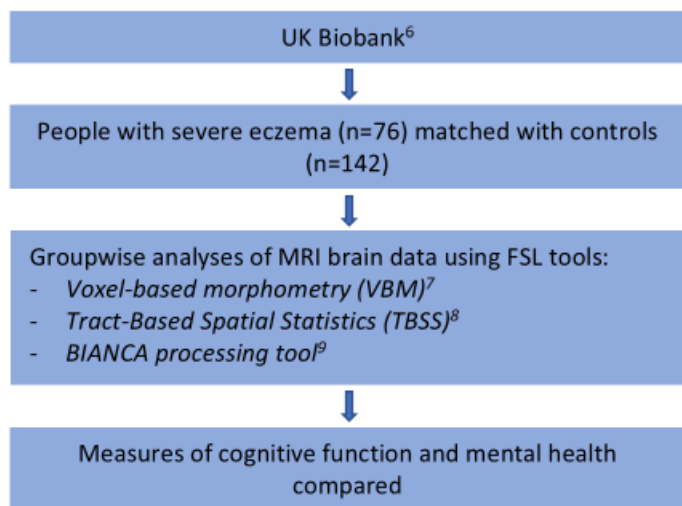 UK Biobank⁶
People with severe eczema (n=76) matched with controls
(n=142)
Groupwise analyses of MRI brain data using FSL tools:
- Voxel-based morphometry (VBM)⁷
- Tract-Based Spatial Statistics (TBSS)⁸
- BIANCA processing tool⁹
Measures of cognitive function and mental health
compared